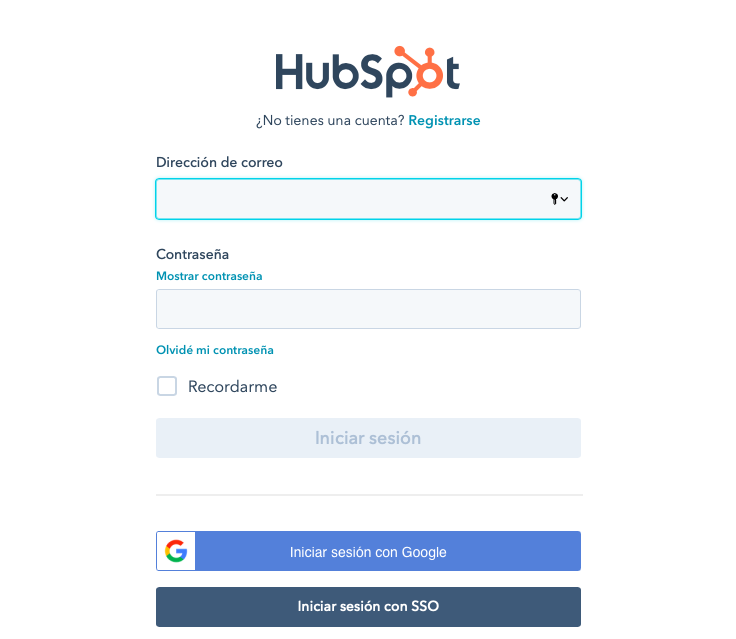 HubSpot
¿No tienes una cuenta? Registrarse
Dirección de correo
Contraseña
Mostrar contraseña
Olvidé mi contraseña
Recordarme
Iniciar sesión
Iniciar sesión con Google
Iniciar sesión con SSO